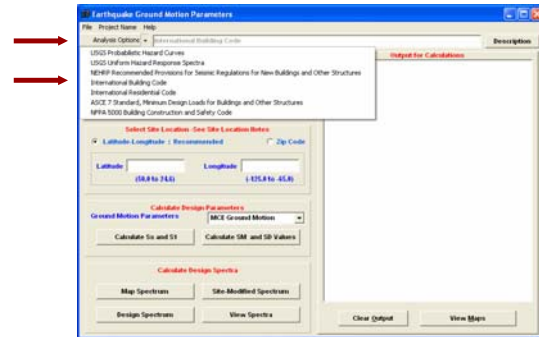 Earthquake Ground Motion Parameters
File Project Name Help
Analysis Options International Building Code
Description
USGS Probabilistic Hazard Curves
USGS Uniform Hazard Response Spectra
NEHRP Recommended Provisions for Seismic Regulations for New Buildings and Other Structures
International Building Code
International Residential Code
ASCE 7 Standard, Minimum Design Loads for Buildings and Other Structures
NFPA 5000 Building Construction and Safety Code
Output for Calculations
Select Site Location -See Site Location Notes
Latitude-Longitude : Recommended Zip Code
Latitude Longitude
(50.0 to 24.6) (-125.0 to -65.0)
Calculate Design Parameters
Ground Motion Parameters MCE Ground Motion
Calculate Ss and S1 Calculate SM and SD Values
Calculate Design Spectra
Map Spectrum Site-Modified Spectrum
Design Spectrum View Spectra
Clear Output View Maps